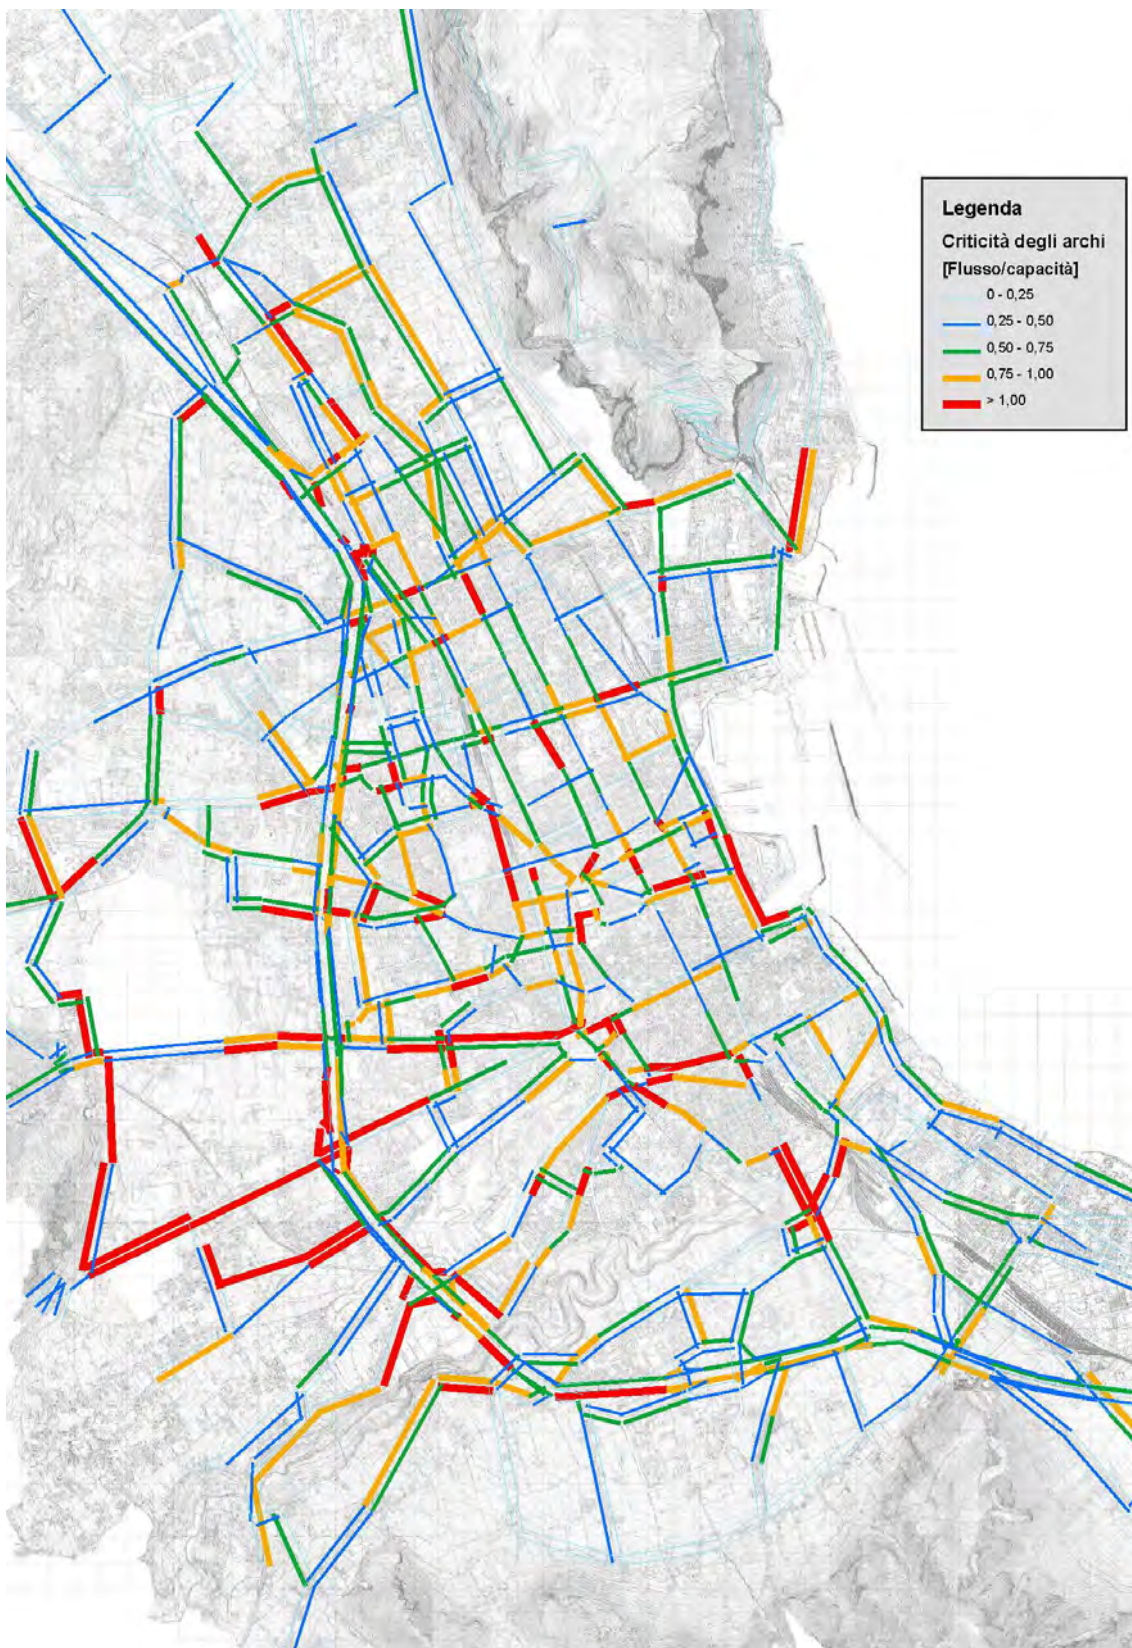 Legenda
Criticità degli archi
[Flusso/capacità]
0 - 0,25
0,25 - 0,50
0,50 - 0,75
0,75 - 1,00
> 1,00